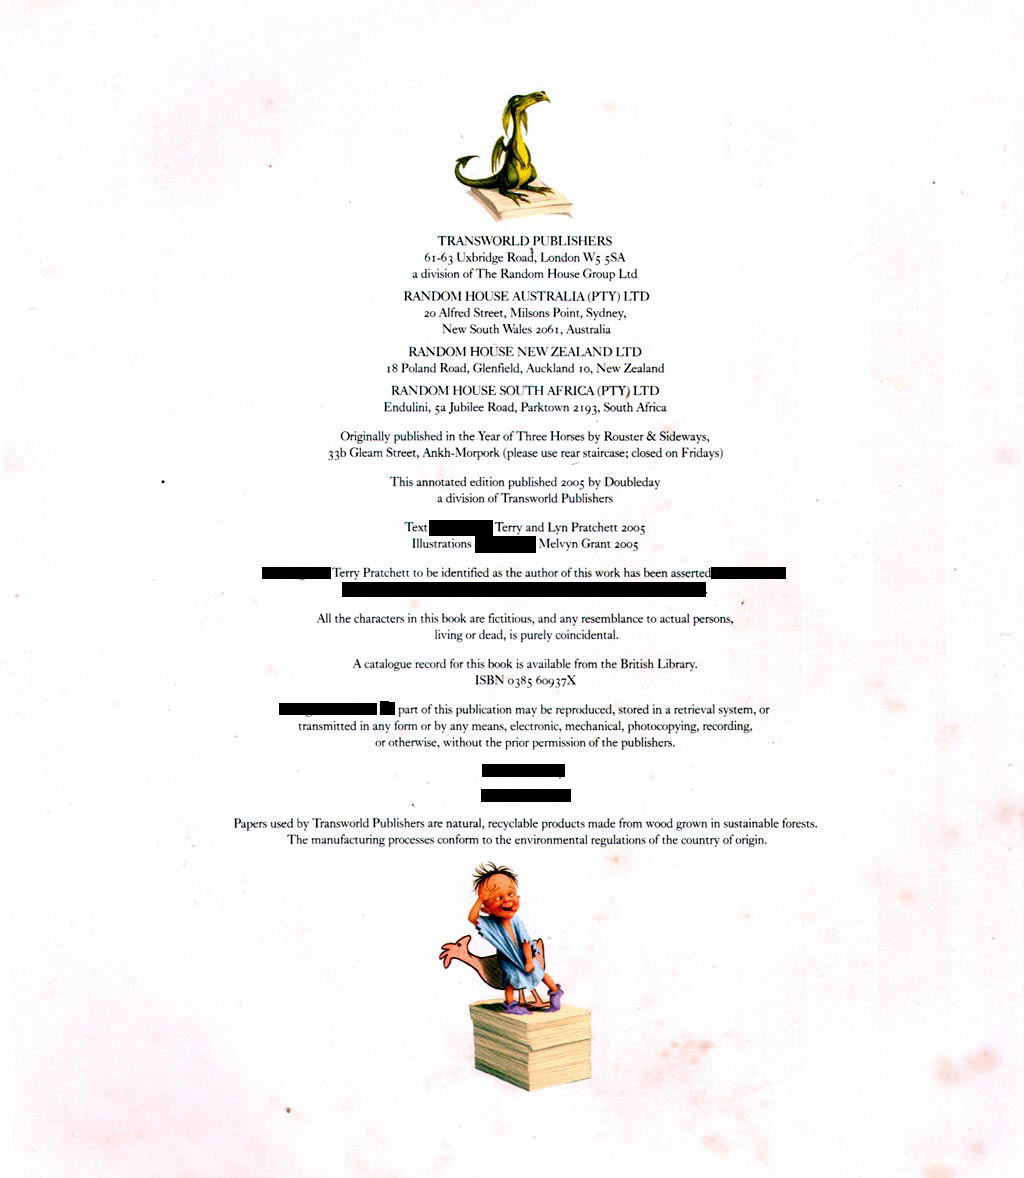 TRANSWORLD PUBLISHERS
61-63 Uxbridge Road, London W5 5SA
a division of The Random House Group Ltd
RANDOM HOUSE AUSTRALIA (PTY) LTD
20 Alfred Street, Milsons Point, Sydney,
New South Wales 2061, Australia
RANDOM HOUSE NEW ZEALAND LTD
18 Poland Road, Glenfield, Auckland 10, New Zealand
RANDOM HOUSE SOUTH AFRICA (PTY) LTD
Endulini, 5a Jubilee Road, Parktown 2193, South Africa
Originally published in the Year of Three Horses by Rouster & Sideways,
33b Gleam Street, Ankh-Morpork (please use rear staircase; closed on Fridays)
This annotated edition published 2005 by Doubleday
a division of Transworld Publishers
Text Terry and Lyn Pratchett 2005
Illustrations Melvyn Grant 2005
Terry Pratchett to be identified as the author of this work has been asserted
All the characters in this book are fictitious, and any resemblance to actual persons,
living or dead, is purely coincidental.
A catalogue record for this book is available from the British Library.
ISBN 0385 60937X
part of this publication may be reproduced, stored in a retrieval system, or
transmitted in any form or by any means, electronic, mechanical, photocopying, recording,
or otherwise, without the prior permission of the publishers.
Papers used by Transworld Publishers are natural, recyclable products made from wood grown in sustainable forests.
The manufacturing processes conform to the environmental regulations of the country of origin.